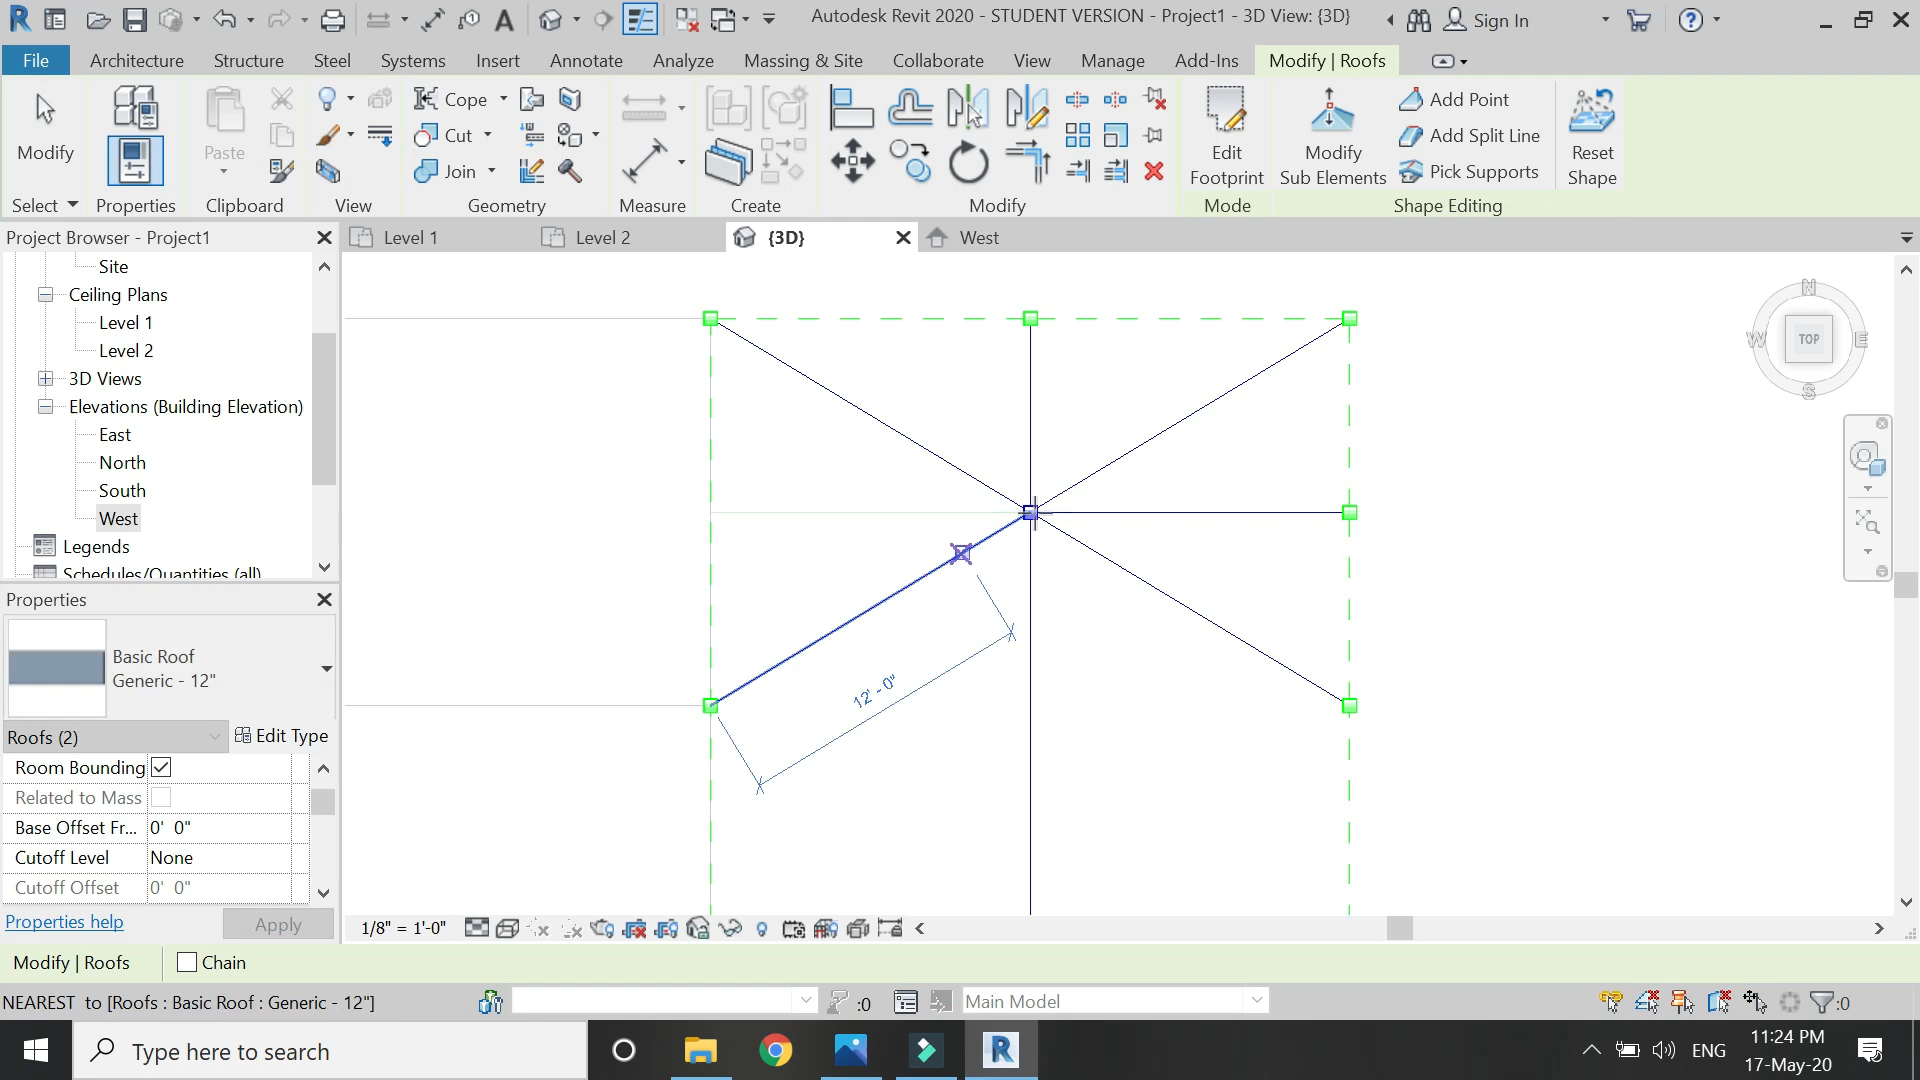 Autodesk Revit 2020 - STUDENT VERSION - Project1 - 3D View: {3D}
Sign In
File
Architecture
Structure
Steel
Systems
Insert
Annotate
Analyze
Massing & Site
Collaborate
View
Manage
Add-Ins
Modify | Roofs
Modify
Paste
Cope
Cut
Join
Edit
Footprint
Modify
Sub Elements
Add Point
Add Split Line
Pick Supports
Reset
Shape
Select
Properties
Clipboard
View
Geometry
Measure
Create
Modify
Mode
Shape Editing
Project Browser - Project1
Level 1
Level 2
{3D}
West
Site
Ceiling Plans
Level 1
Level 2
3D Views
Elevations (Building Elevation)
East
North
South
West
Legends
Schedules/Quantities (all)
N
W
TOP
E
S
12' - 0"
Properties
Basic Roof
Generic - 12"
Roofs (2)
Edit Type
Room Bounding
Related to Mass
Base Offset Fr... 0' 0"
Cutoff Level None
Cutoff Offset 0' 0"
Properties help
Apply
1/8" = 1'-0"
Modify | Roofs
Chain
NEAREST to [Roofs : Basic Roof : Generic - 12"]
:0
Main Model
:0
Type here to search
ENG
11:24 PM
17-May-20